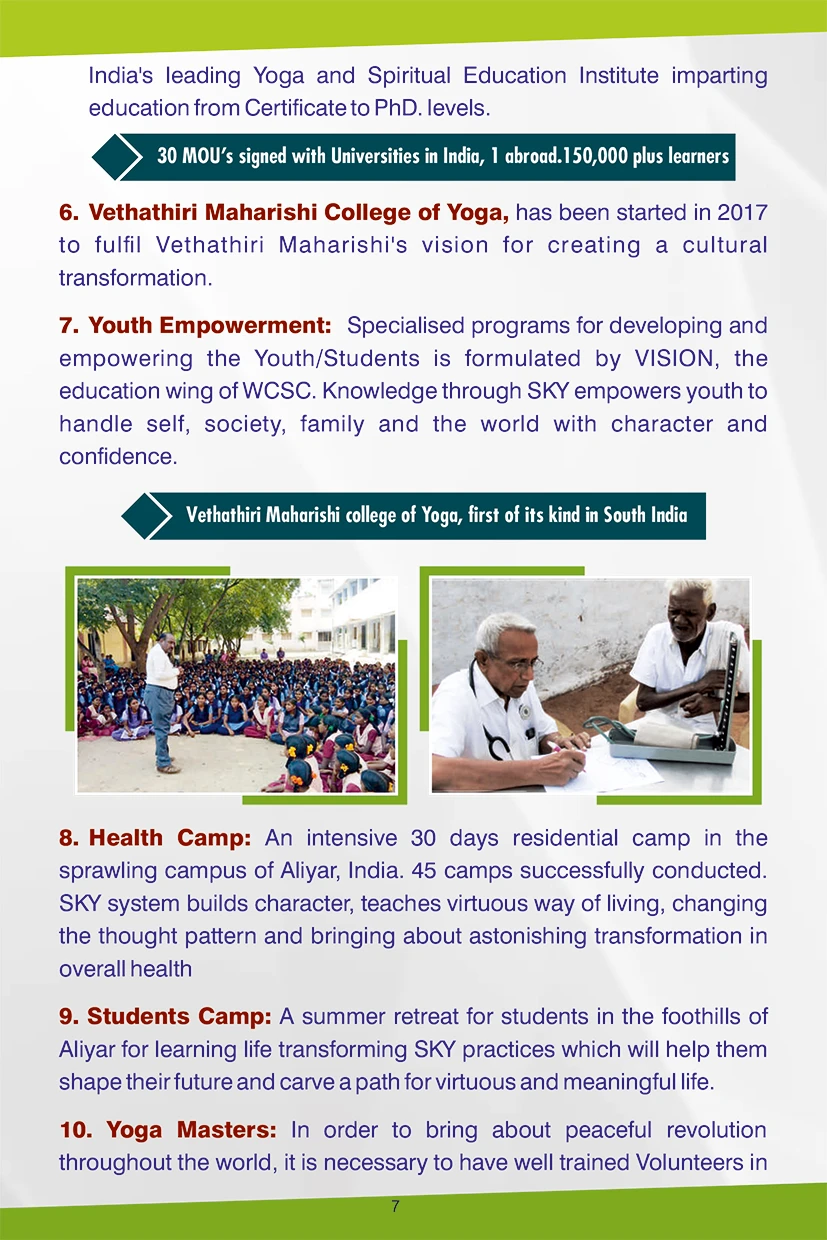 India's leading Yoga and Spiritual Education Institute imparting
education from Certificate to PhD. levels.
30 MOU’s signed with Universities in India, 1 abroad.150,000 plus learners
6. Vethathiri Maharishi College of Yoga, has been started in 2017
to fulfil Vethathiri Maharishi's vision for creating a cultural
transformation.
7. Youth Empowerment: Specialised programs for developing and
empowering the Youth/Students is formulated by VISION, the
education wing of WCSC. Knowledge through SKY empowers youth to
handle self, society, family and the world with character and
confidence.
Vethathiri Maharishi college of Yoga, first of its kind in South India
8. Health Camp: An intensive 30 days residential camp in the
sprawling campus of Aliyar, India. 45 camps successfully conducted.
SKY system builds character, teaches virtuous way of living, changing
the thought pattern and bringing about astonishing transformation in
overall health
9. Students Camp: A summer retreat for students in the foothills of
Aliyar for learning life transforming SKY practices which will help them
shape their future and carve a path for virtuous and meaningful life.
10. Yoga Masters: In order to bring about peaceful revolution
throughout the world, it is necessary to have well trained Volunteers in
7